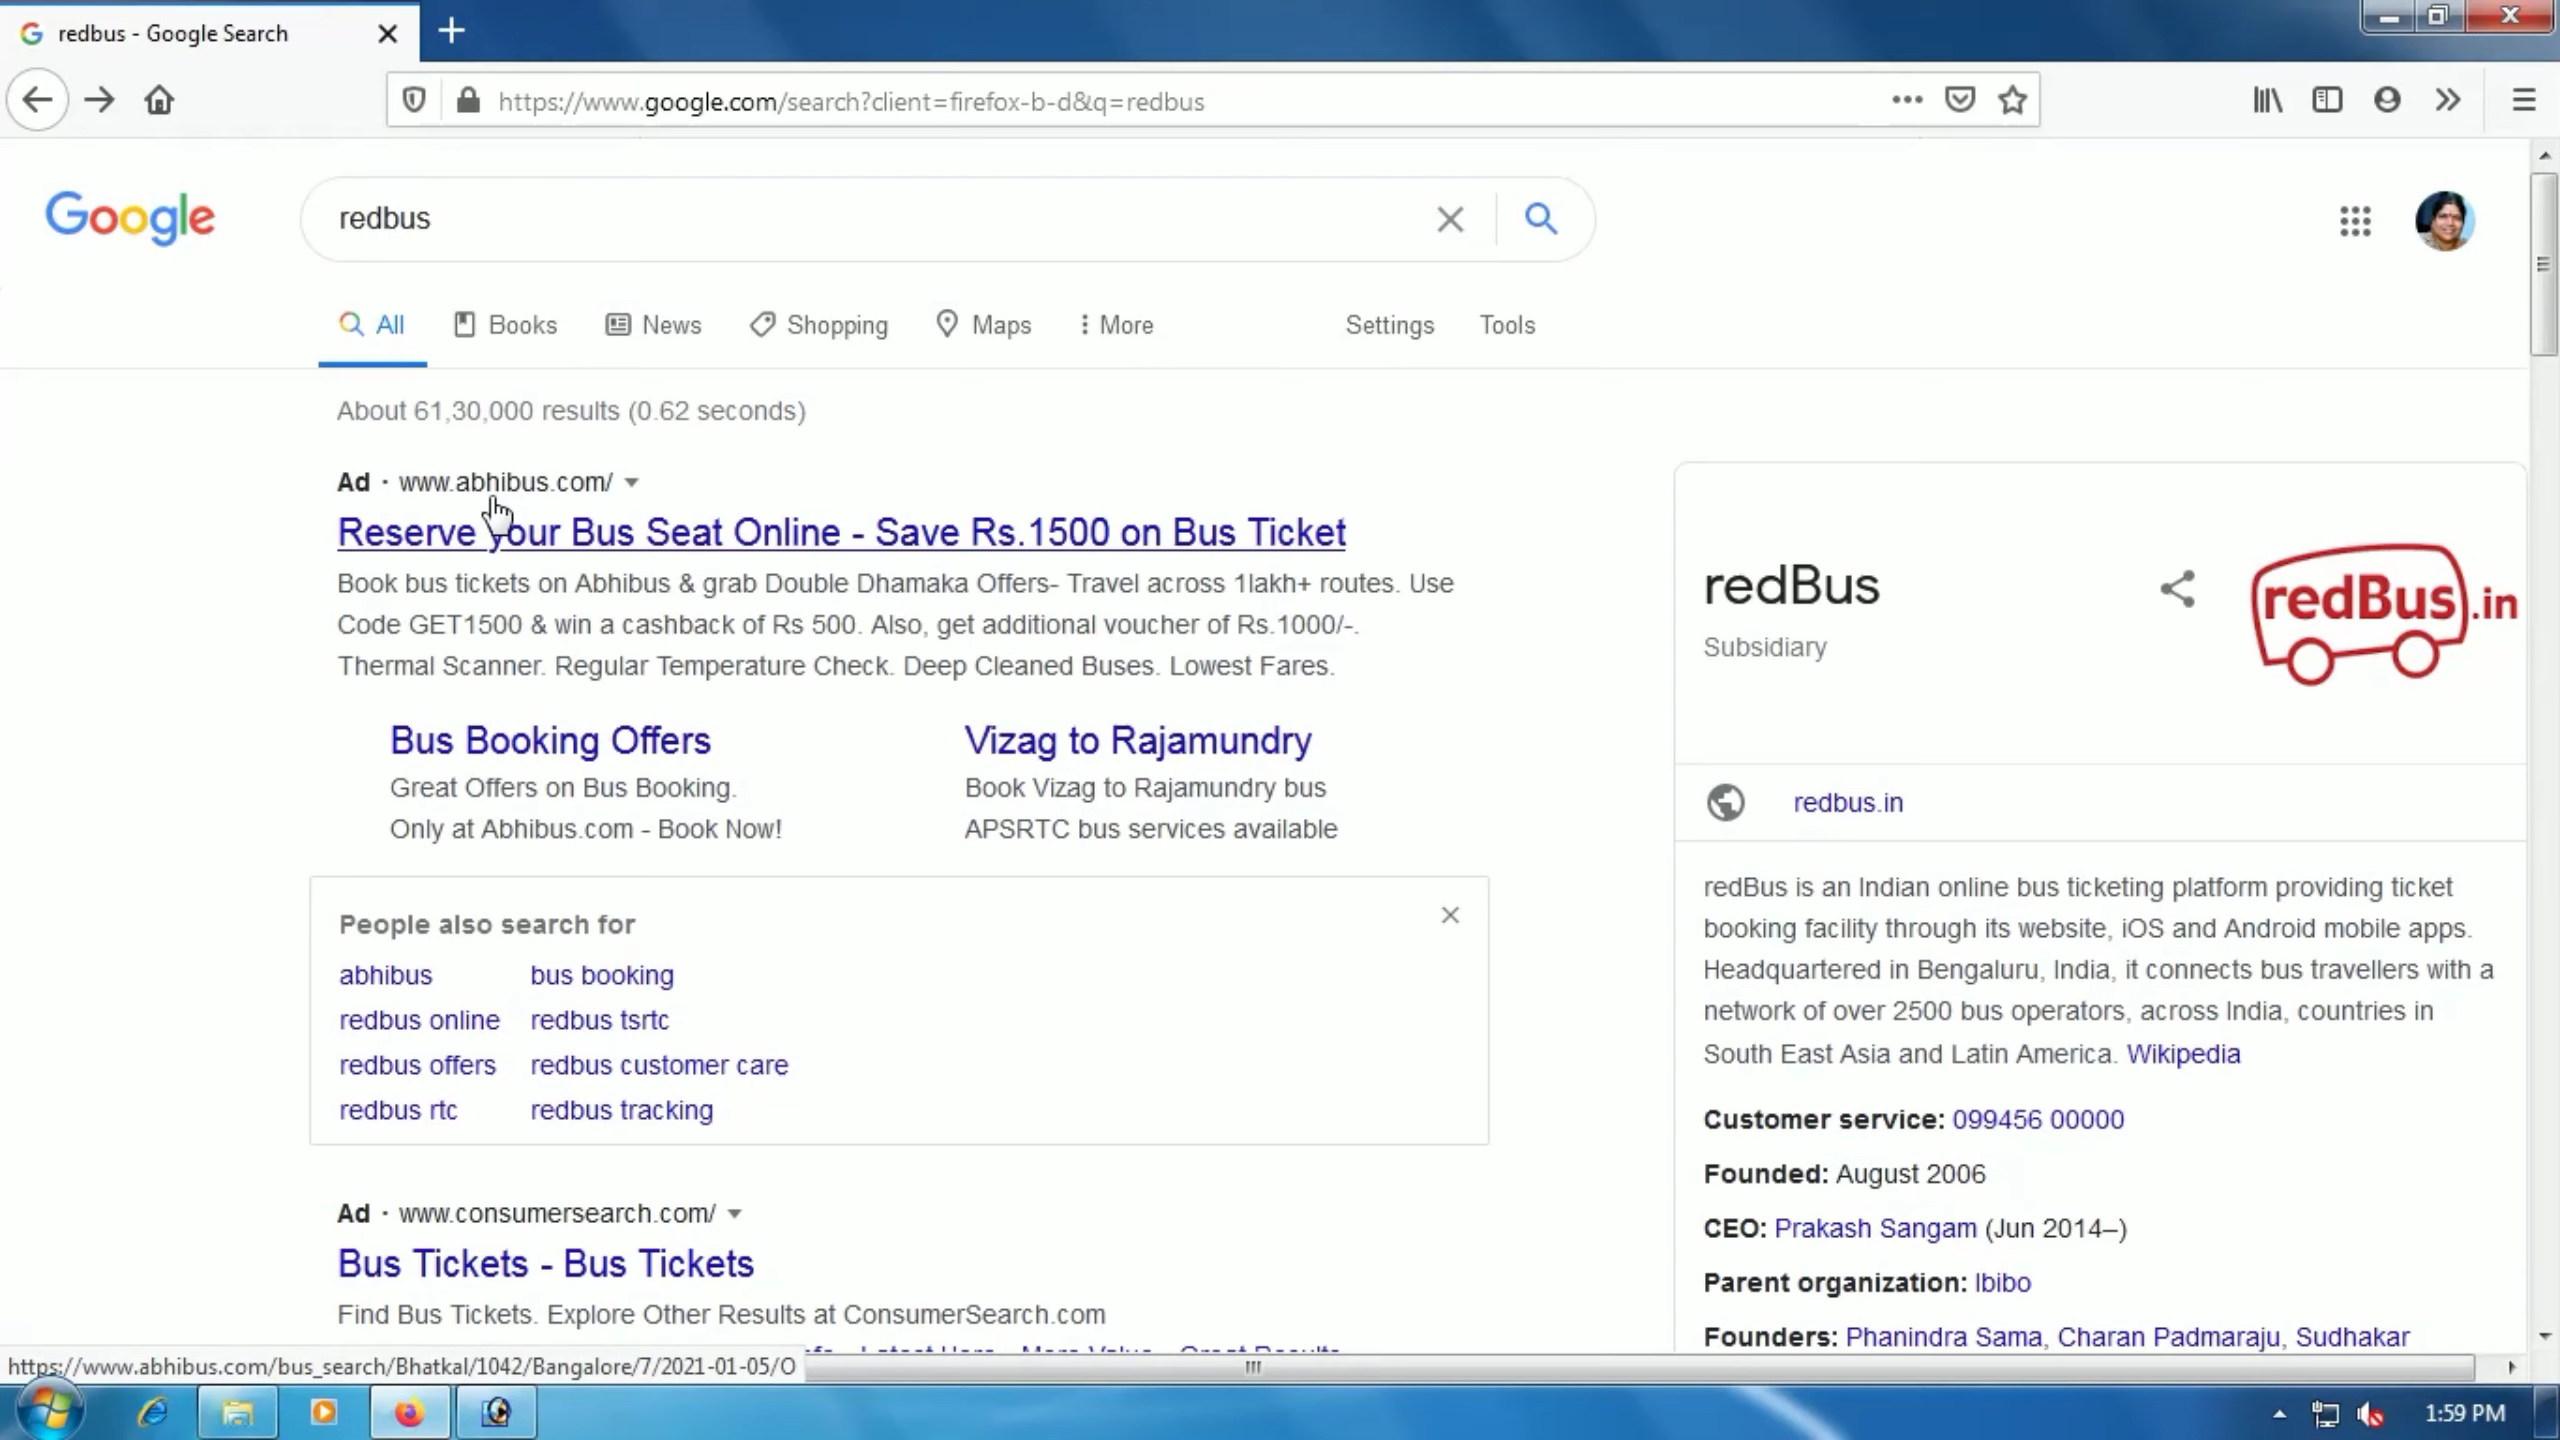 redbus - Google Search
https://www.google.com/search?client=firefox-b-d&q=redbus
Google
redbus
All Books News Shopping Maps More Settings Tools
About 61,30,000 results (0.62 seconds)
Ad · www.abhibus.com/
Reserve your Bus Seat Online - Save Rs.1500 on Bus Ticket
Book bus tickets on Abhibus & grab Double Dhamaka Offers- Travel across 1lakh+ routes. Use
Code GET1500 & win a cashback of Rs 500. Also, get additional voucher of Rs.1000/-.
Thermal Scanner. Regular Temperature Check. Deep Cleaned Buses. Lowest Fares.
Bus Booking Offers
Great Offers on Bus Booking.
Only at Abhibus.com - Book Now!
Vizag to Rajamundry
Book Vizag to Rajamundry bus
APSRTC bus services available
People also search for
abhibus bus booking
redbus online redbus tsrtc
redbus offers redbus customer care
redbus rtc redbus tracking
Ad · www.consumersearch.com/
Bus Tickets - Bus Tickets
Find Bus Tickets. Explore Other Results at ConsumerSearch.com
Latest Here More Value Great Results
redBus
Subsidiary
redBus.in
redbus.in
redBus is an Indian online bus ticketing platform providing ticket
booking facility through its website, iOS and Android mobile apps.
Headquartered in Bengaluru, India, it connects bus travellers with a
network of over 2500 bus operators, across India, countries in
South East Asia and Latin America. Wikipedia
Customer service: 099456 00000
Founded: August 2006
CEO: Prakash Sangam (Jun 2014–)
Parent organization: Ibibo
Founders: Phanindra Sama, Charan Padmaraju, Sudhakar
https://www.abhibus.com/bus_search/Bhatkal/1042/Bangalore/7/2021-01-05/O
1:59 PM